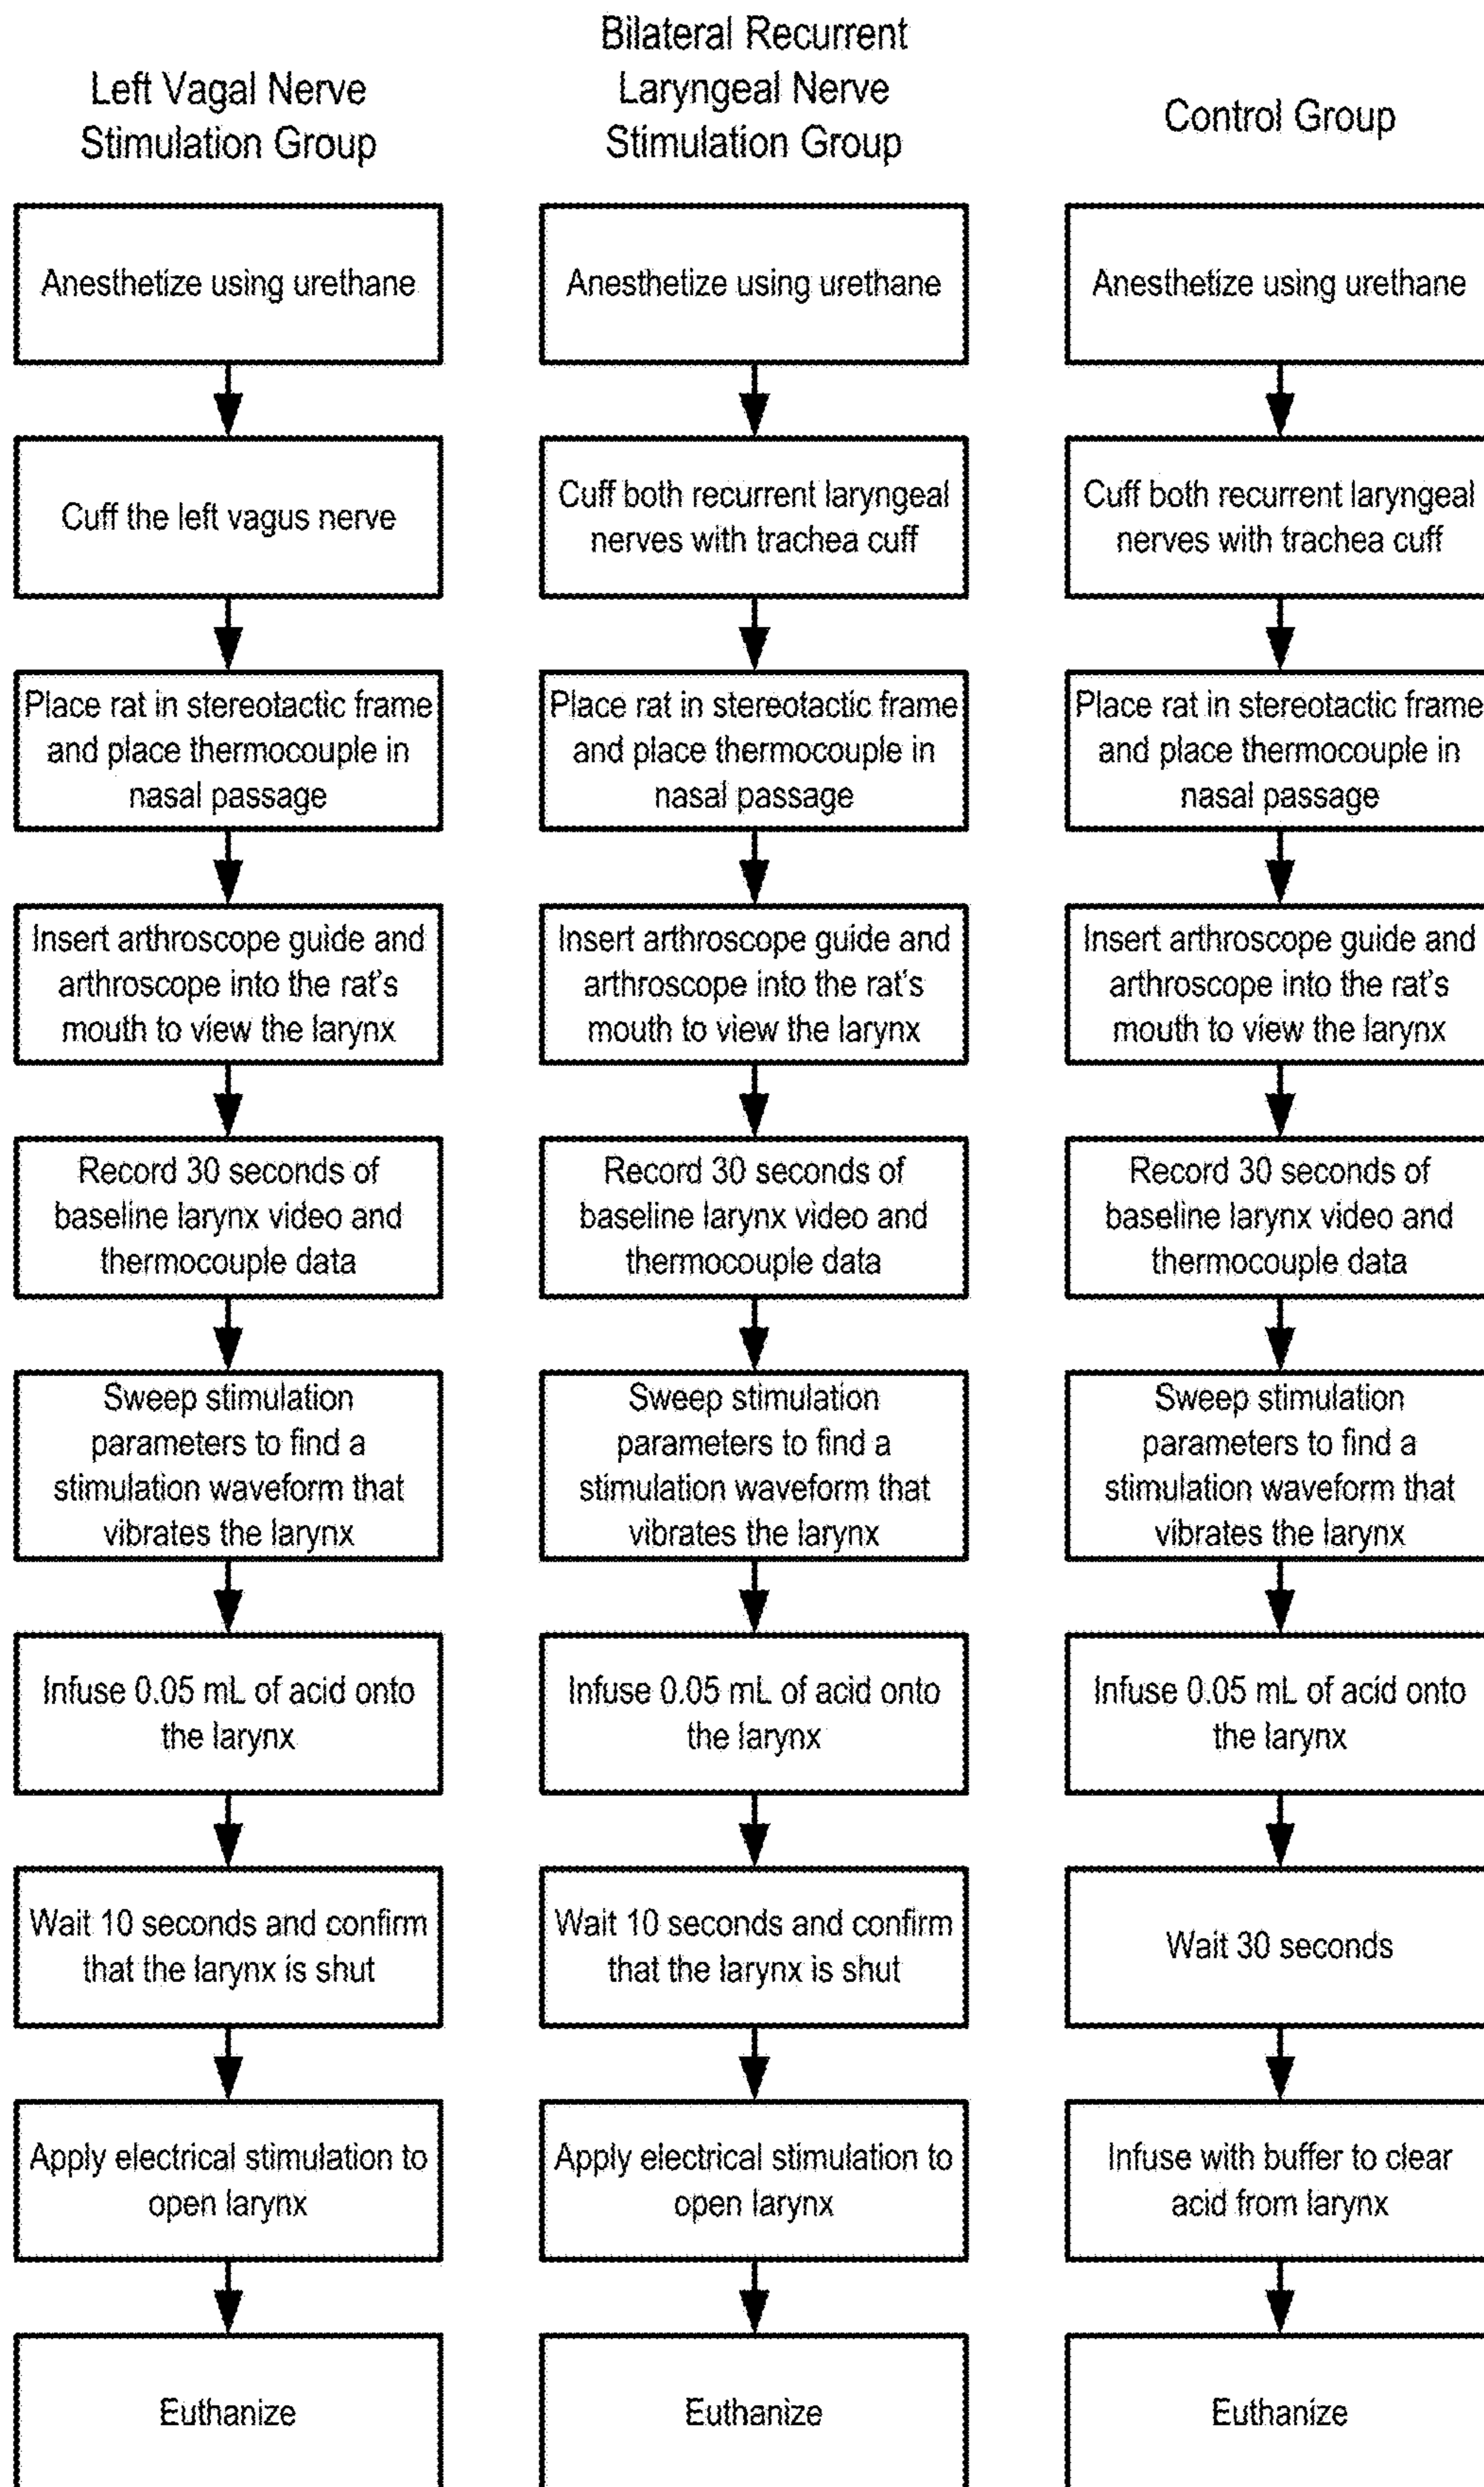 Left Vagal Nerve
Stimulation Group
Anesthetize using urethane
Cuff the left vagus nerve
Place rat in stereotactic frame
and place thermocouple in
nasal passage
Insert arthroscope guide and
arthroscope into the rat's
mouth to view the larynx
Record 30 seconds of
baseline larynx video and
thermocouple data
Sweep stimulation
parameters to find a
stimulation waveform that
vibrates the larynx
Infuse 0.05 mL of acid onto
the larynx
Wait 10 seconds and confirm
that the larynx is shut
Apply electrical stimulation to
open larynx
Euthanize
Bilateral Recurrent
Laryngeal Nerve
Stimulation Group
Anesthetize using urethane
Cuff both recurrent laryngeal
nerves with trachea cuff
Place rat in stereotactic frame
and place thermocouple in
nasal passage
Insert arthroscope guide and
arthroscope into the rat's
mouth to view the larynx
Record 30 seconds of
baseline larynx video and
thermocouple data
Sweep stimulation
parameters to find a
stimulation waveform that
vibrates the larynx
Infuse 0.05 mL of acid onto
the larynx
Wait 10 seconds and confirm
that the larynx is shut
Apply electrical stimulation to
open larynx
Euthanize
Control Group
Anesthetize using urethane
Cuff both recurrent laryngeal
nerves with trachea cuff
Place rat in stereotactic frame
and place thermocouple in
nasal passage
Insert arthroscope guide and
arthroscope into the rat's
mouth to view the larynx
Record 30 seconds of
baseline larynx video and
thermocouple data
Sweep stimulation
parameters to find a
stimulation waveform that
vibrates the larynx
Infuse 0.05 mL of acid onto
the larynx
Wait 30 seconds
Infuse with buffer to clear
acid from larynx
Euthanize